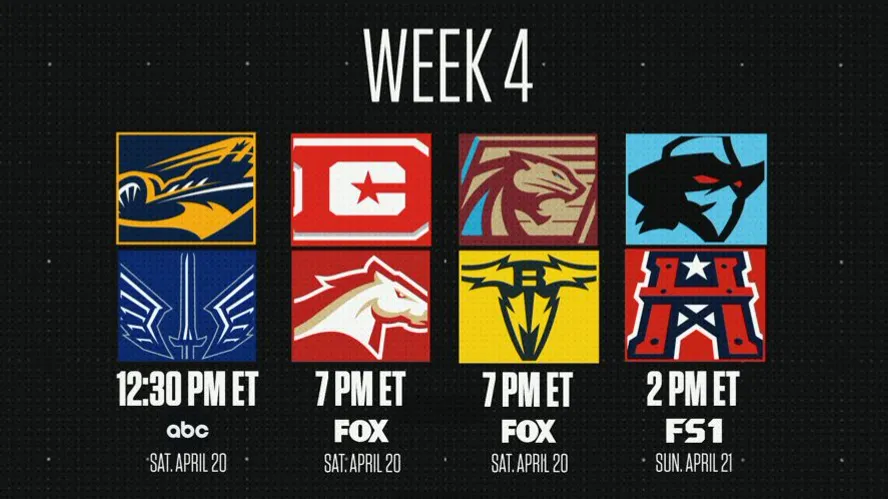 WEEK 4
C
B
H
12:30 PM ET
abc
SAT. APRIL 20
7 PM ET
FOX
SAT. APRIL 20
7 PM ET
FOX
SAT. APRIL 20
2 PM ET
FS1
SUN. APRIL 21